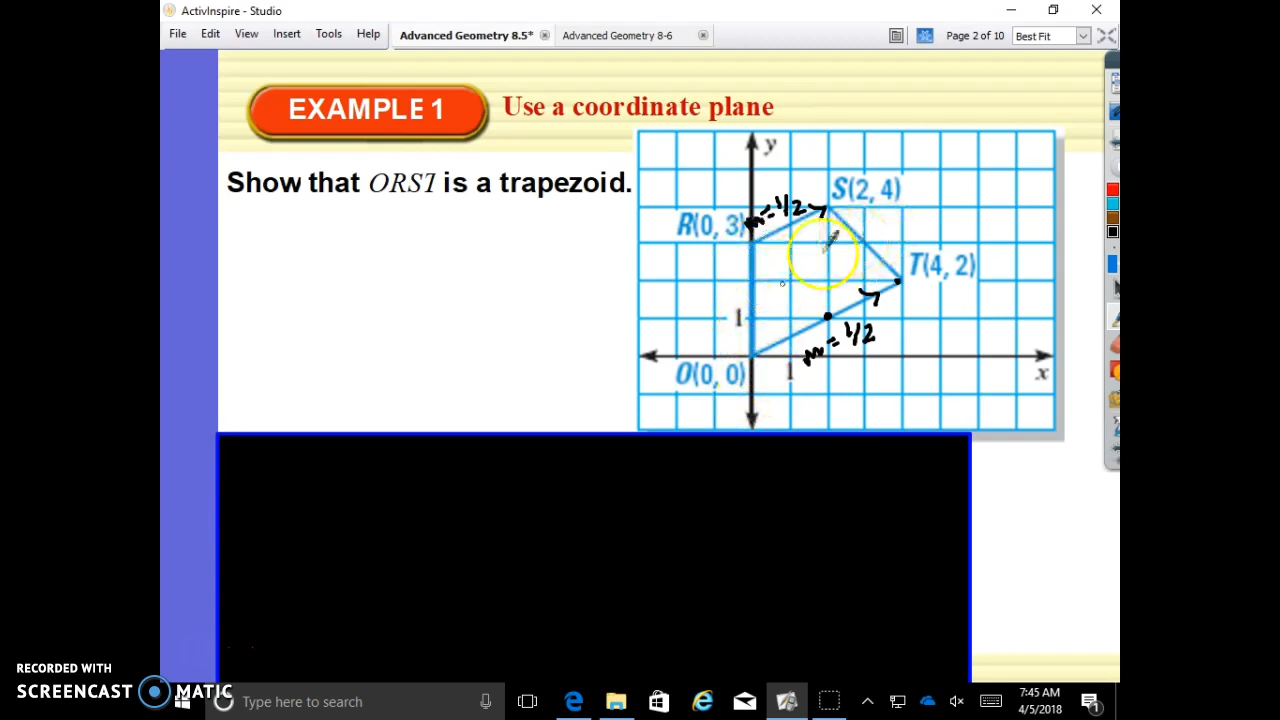 ActivInspire - Studio
File Edit View Insert Tools Help
Advanced Geometry 8.5*
Advanced Geometry 8-6
Page 2 of 10
Best Fit
EXAMPLE 1
Use a coordinate plane
Show that ORST is a trapezoid.
y
S(2, 4)
m=1/2
R(0, 3)
T(4, 2)
1
m=1/2
O(0, 0)
1
x
RECORDED WITH
SCREENCAST MATIC
Type here to search
7:45 AM
4/5/2018
1